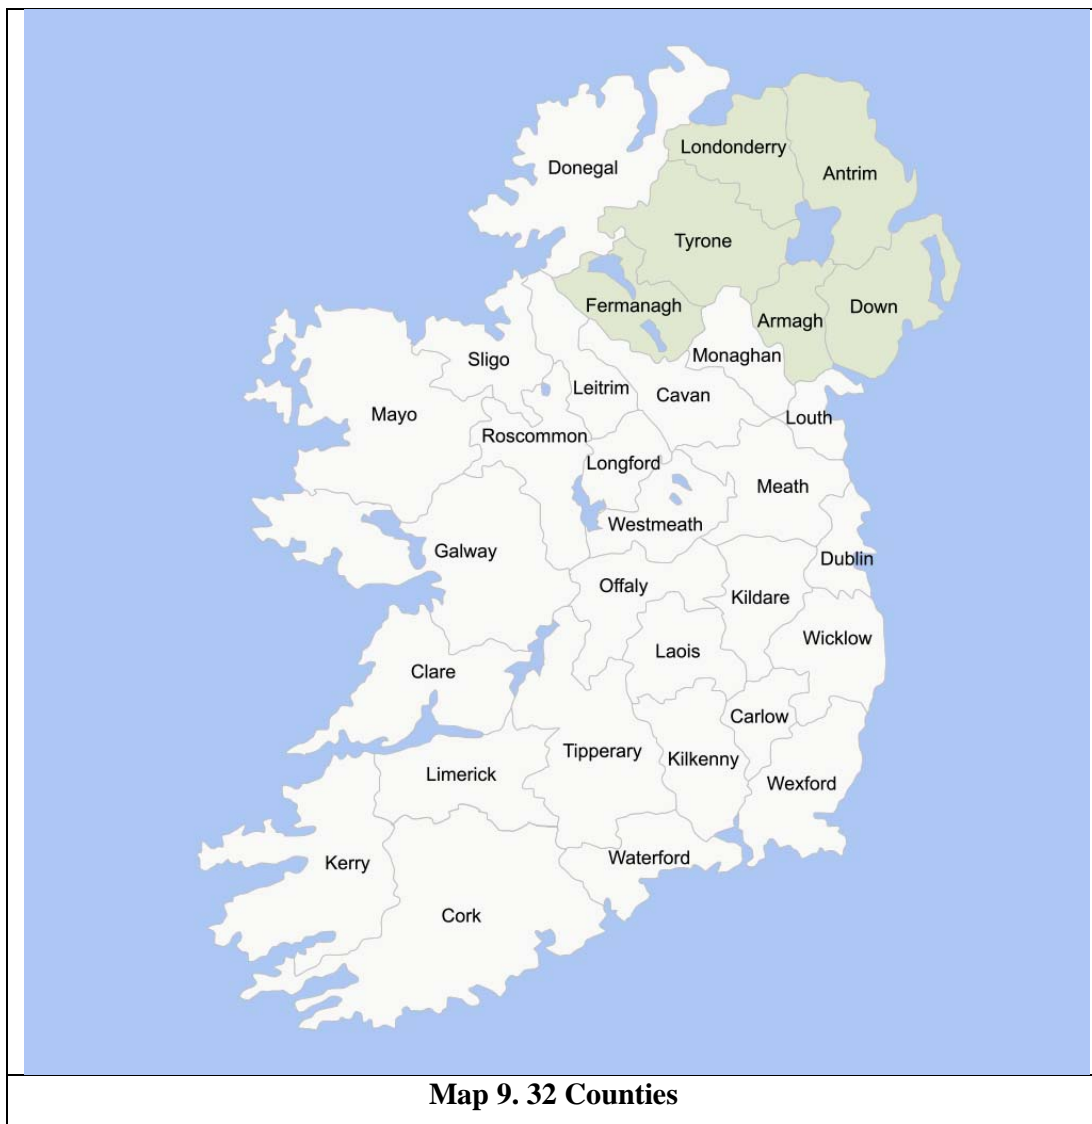 Londonderry
Donegal
Antrim
Tyrone
Fermanagh
Down
Armagh
Monaghan
Sligo
Leitrim
Cavan
Mayo
Louth
Roscommon
Longford
Meath
Westmeath
Galway
Dublin
Offaly
Kildare
Wicklow
Laois
Clare
Carlow
Tipperary
Kilkenny
Limerick
Wexford
Waterford
Kerry
Cork
Map 9. 32 Counties